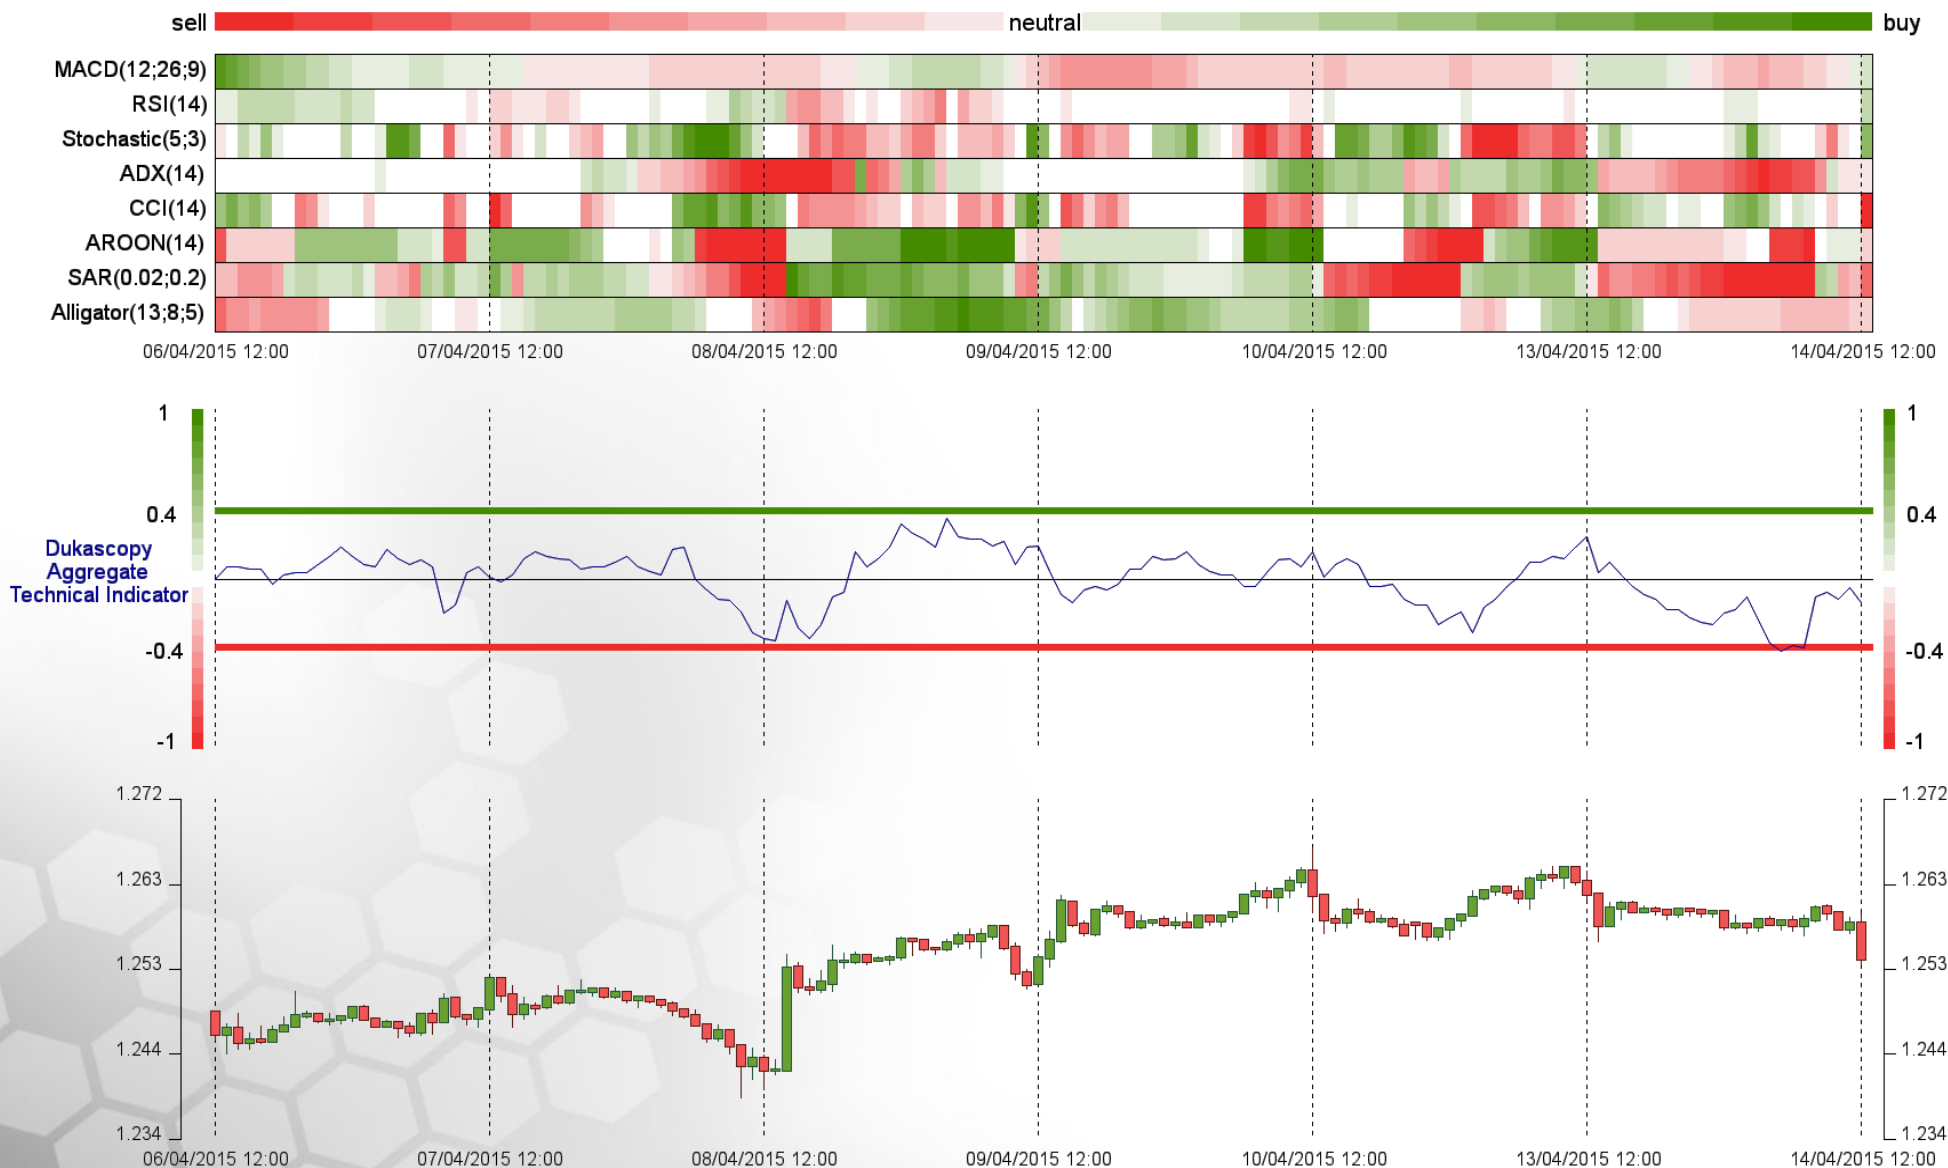 sell neutral buy
MACD(12;26;9)
RSI(14)
Stochastic(5;3)
ADX(14)
CCI(14)
AROON(14)
SAR(0.02;0.2)
Alligator(13;8;5)
06/04/2015 12:00 07/04/2015 12:00 08/04/2015 12:00 09/04/2015 12:00 10/04/2015 12:00 13/04/2015 12:00 14/04/2015 12:00
1 1
0.4 0.4
Dukascopy
Aggregate
Technical Indicator
-0.4 -0.4
-1 -1
1.272 1.272
1.263 1.263
1.253 1.253
1.244 1.244
1.234 1.234
06/04/2015 12:00 07/04/2015 12:00 08/04/2015 12:00 09/04/2015 12:00 10/04/2015 12:00 13/04/2015 12:00 14/04/2015 12:00